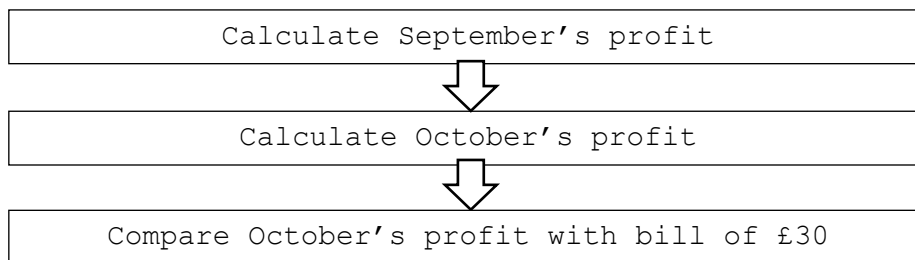 Calculate September’s profit
Calculate October’s profit
Compare October’s profit with bill of £30